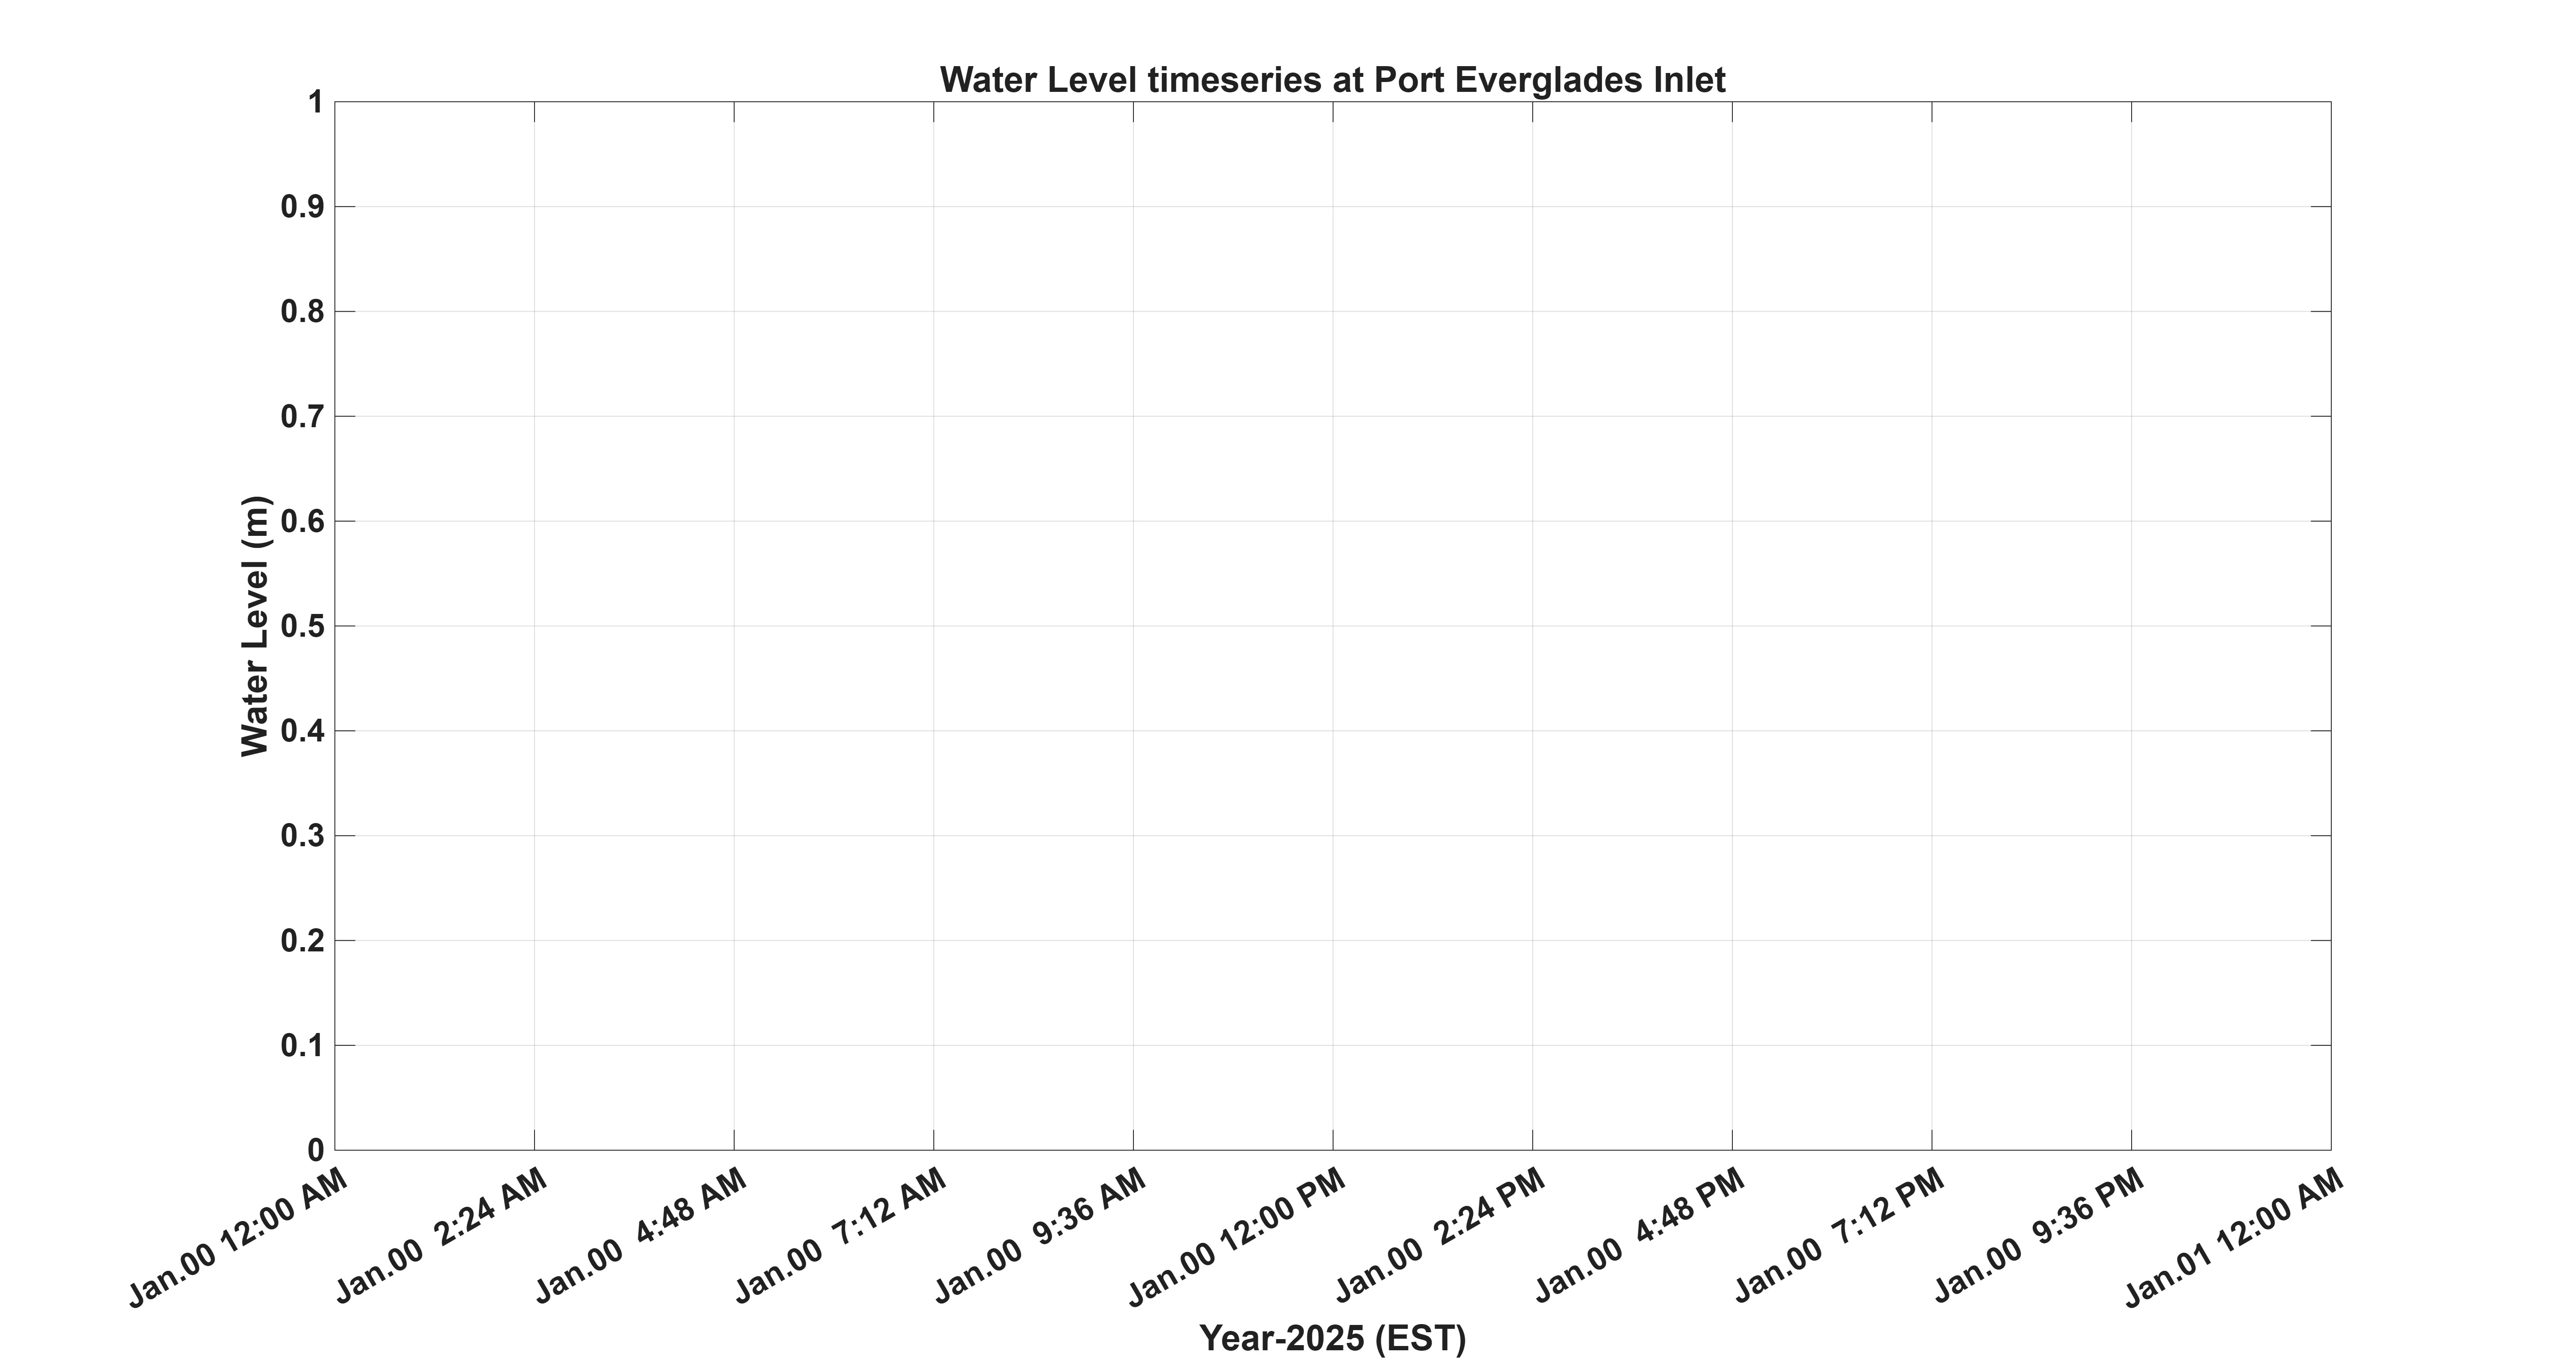 Water Level timeseries at Port Everglades Inlet
1
0.9
0.8
0.7
0.6
0.5
0.4
0.3
0.2
0.1
0
Water Level (m)
Jan.00 12:00 AM
Jan.00  2:24 AM
Jan.00  4:48 AM
Jan.00  7:12 AM
Jan.00  9:36 AM
Jan.00 12:00 PM
Jan.00  2:24 PM
Jan.00  4:48 PM
Jan.00  7:12 PM
Jan.00  9:36 PM
Jan.01 12:00 AM
Year-2025 (EST)